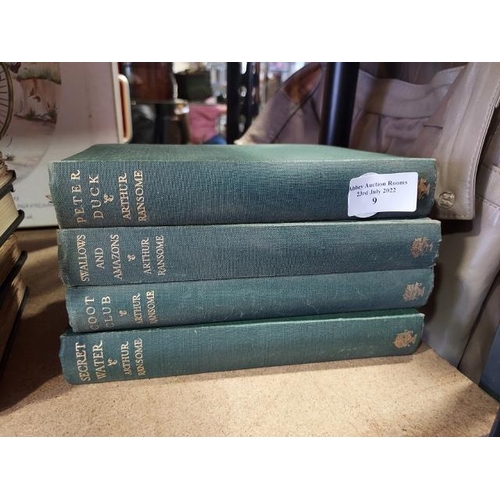 PETER
DUCK
&
ARTHUR
RANSOME
Abbey Auction Rooms
23rd July 2022
9
SWALLOWS
AND
AMAZONS
&
ARTHUR
RANSOME
COOT
CLUB
&
ARTHUR
RANSOME
SECRET
WATER
&
ARTHUR
RANSOME